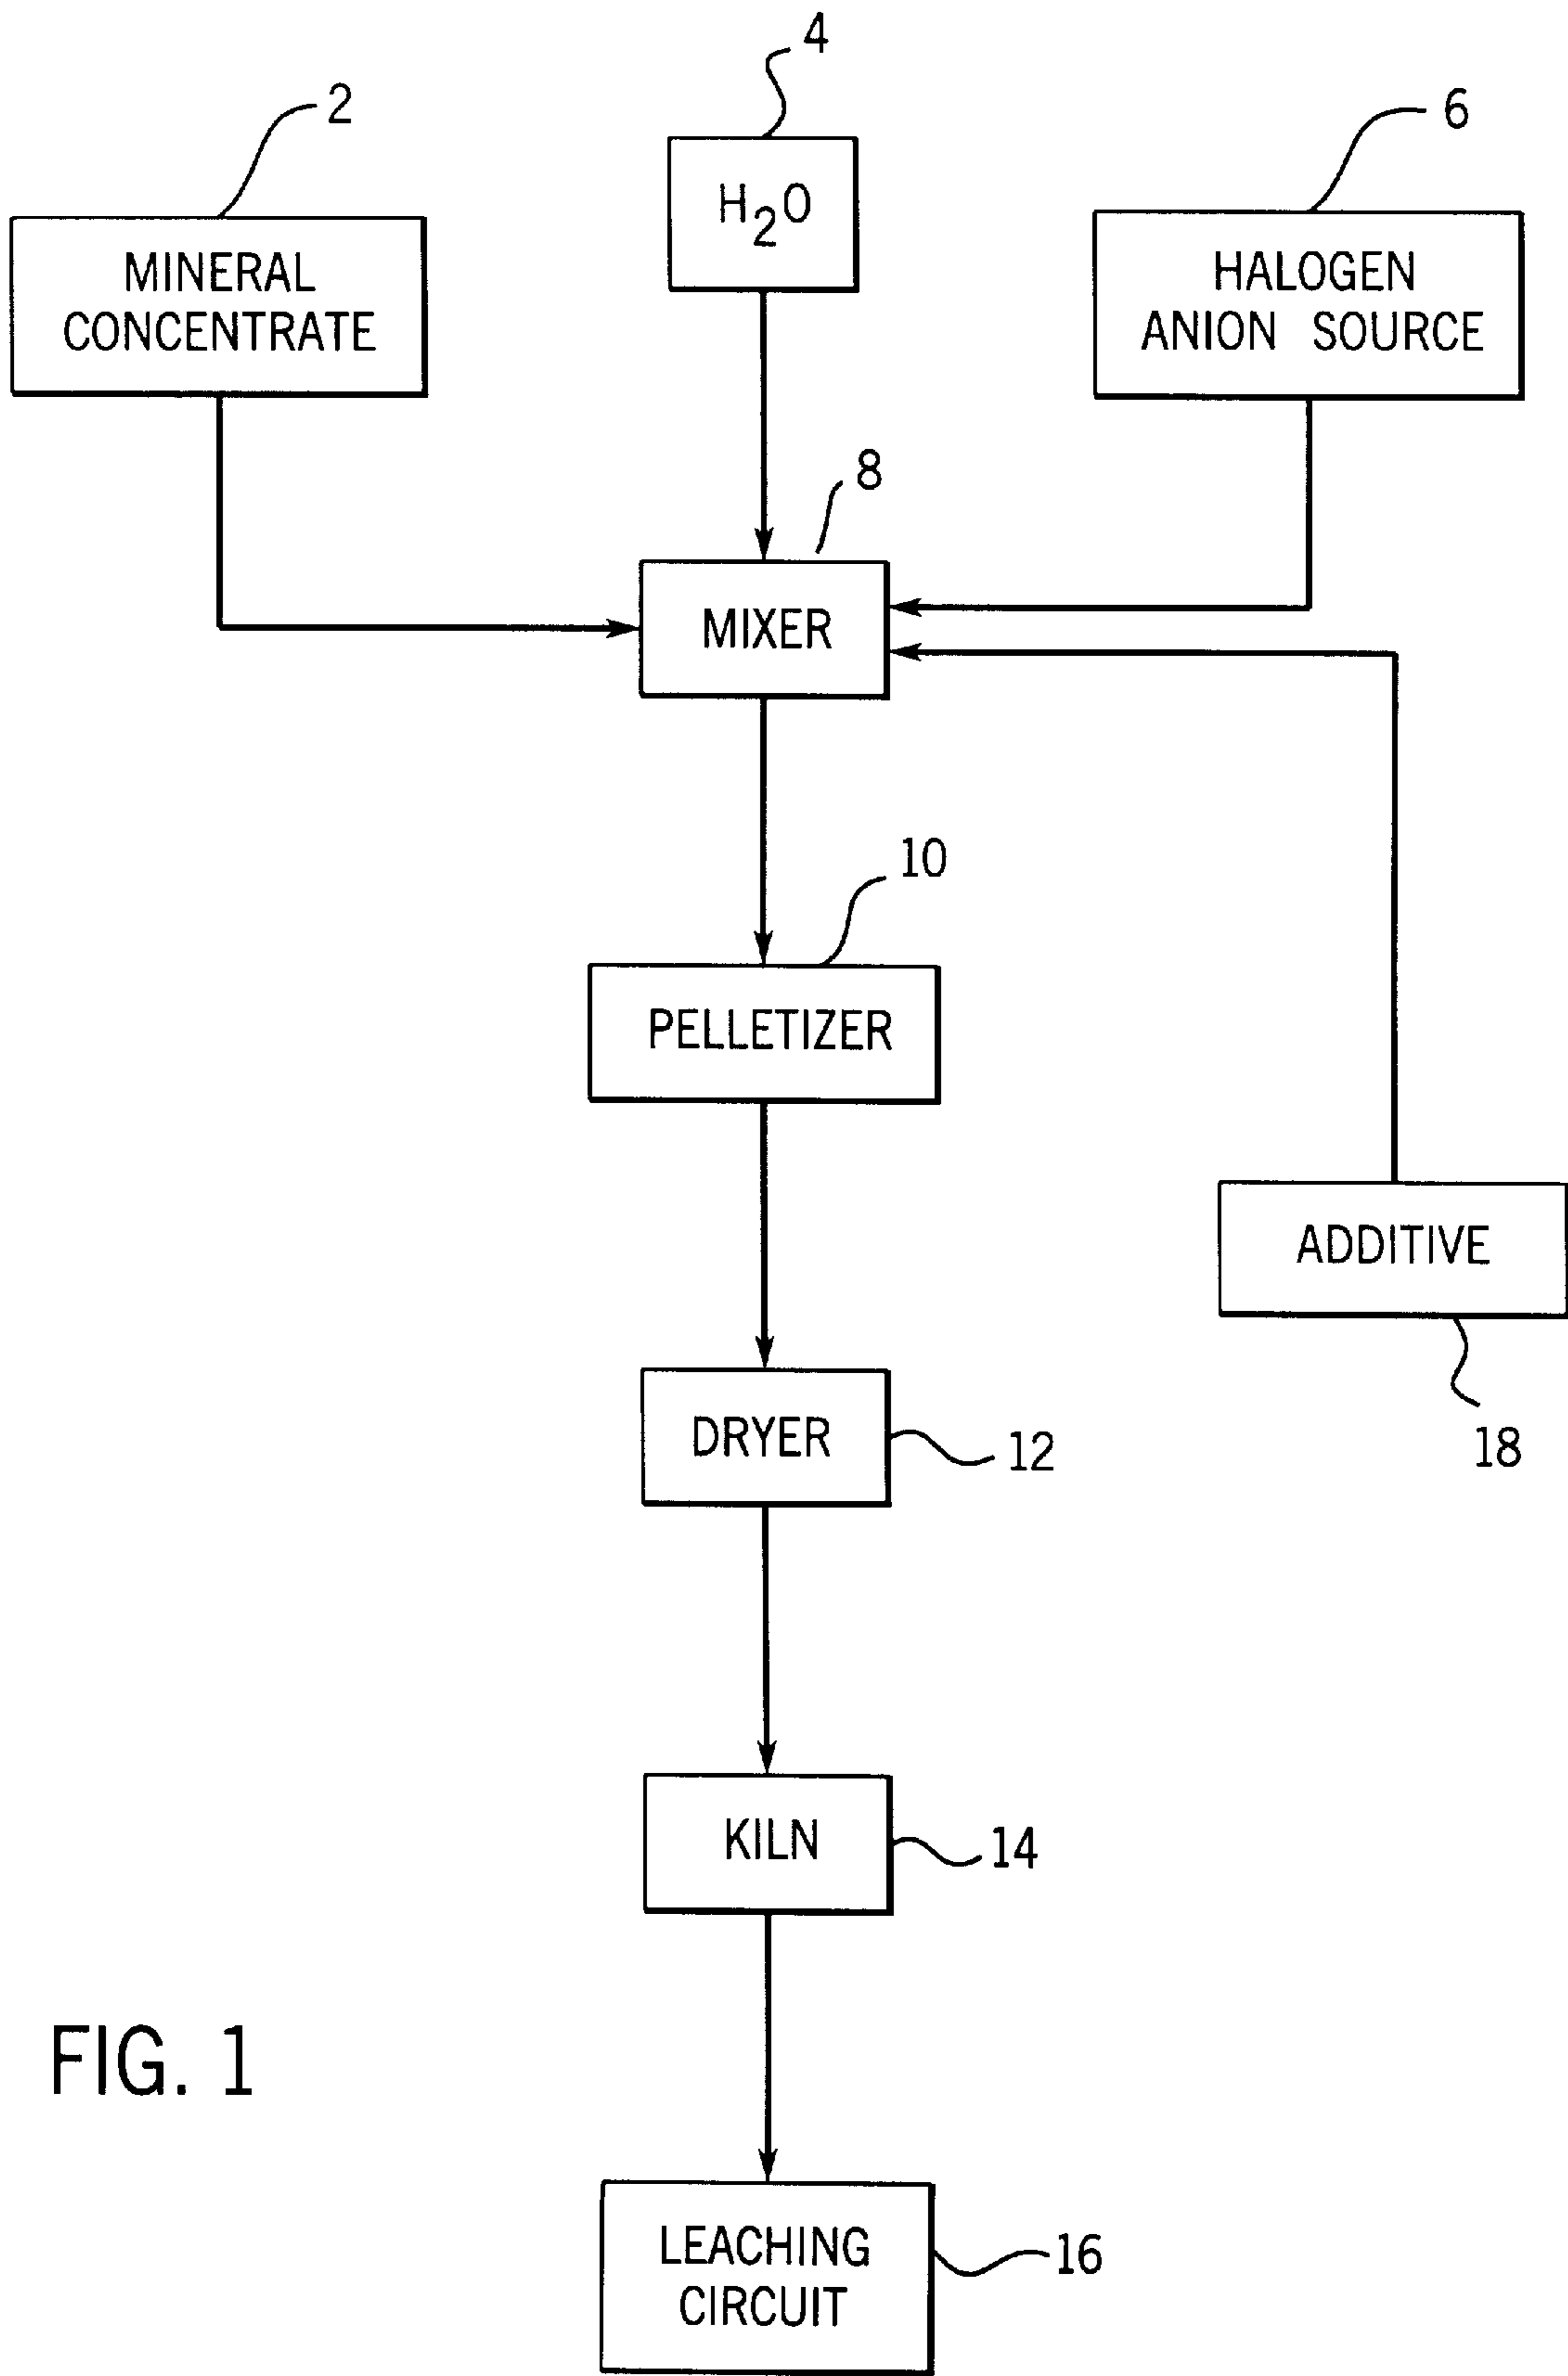 4
2
6
H2O
MINERAL
CONCENTRATE
HALOGEN
ANION SOURCE
8
MIXER
10
PELLETIZER
ADDITIVE
18
DRYER
12
KILN
14
FIG. 1
LEACHING
CIRCUIT
16